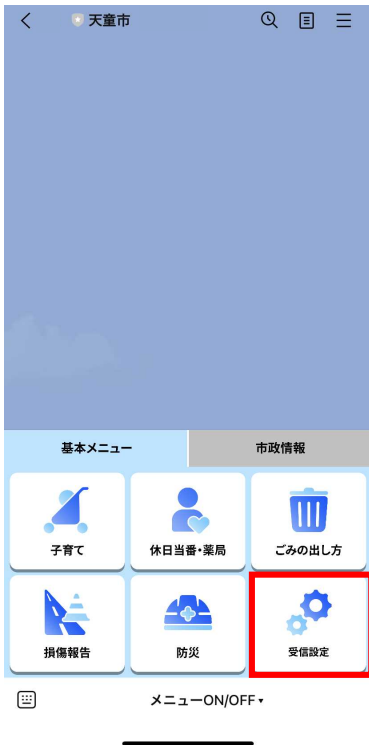 天童市
基本メニュー
市政情報
子育て
休日当番・薬局
ごみの出し方
損傷報告
防災
受信設定
メニューON/OFF▾